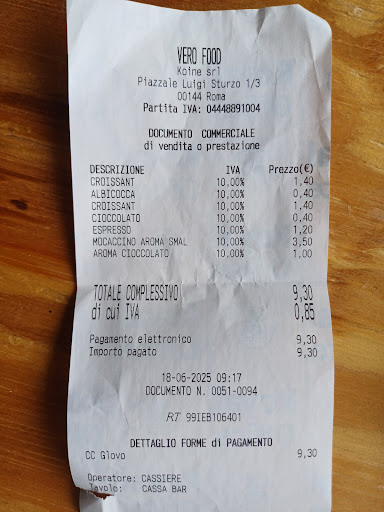 VERO FOOD
Koine srl
Piazzale Luigi Sturzo 1/3
00144 Roma
Partita IVA: 04448891004
DOCUMENTO COMMERCIALE
di vendita o prestazione
DESCRIZIONE IVA Prezzo(€)
CROISSANT 10,00% 1,40
ALBICOCCA 10,00% 0,40
CROISSANT 10,00% 1,40
CIOCCOLATO 10,00% 0,40
ESPRESSO 10,00% 1,20
MOCACCINO AROMA SMAL 10,00% 3,50
AROMA CIOCCOLATO 10,00% 1,00
TOTALE COMPLESSIVO 9,30
di cui IVA 0,85
Pagamento elettronico 9,30
Importo pagato 9,30
18-06-2025 09:17
DOCUMENTO N. 0051-0094
RT 99IEB106401
DETTAGLIO FORME di PAGAMENTO
CC Glovo 9,30
Operatore: CASSIERE
Tavolo: CASSA BAR